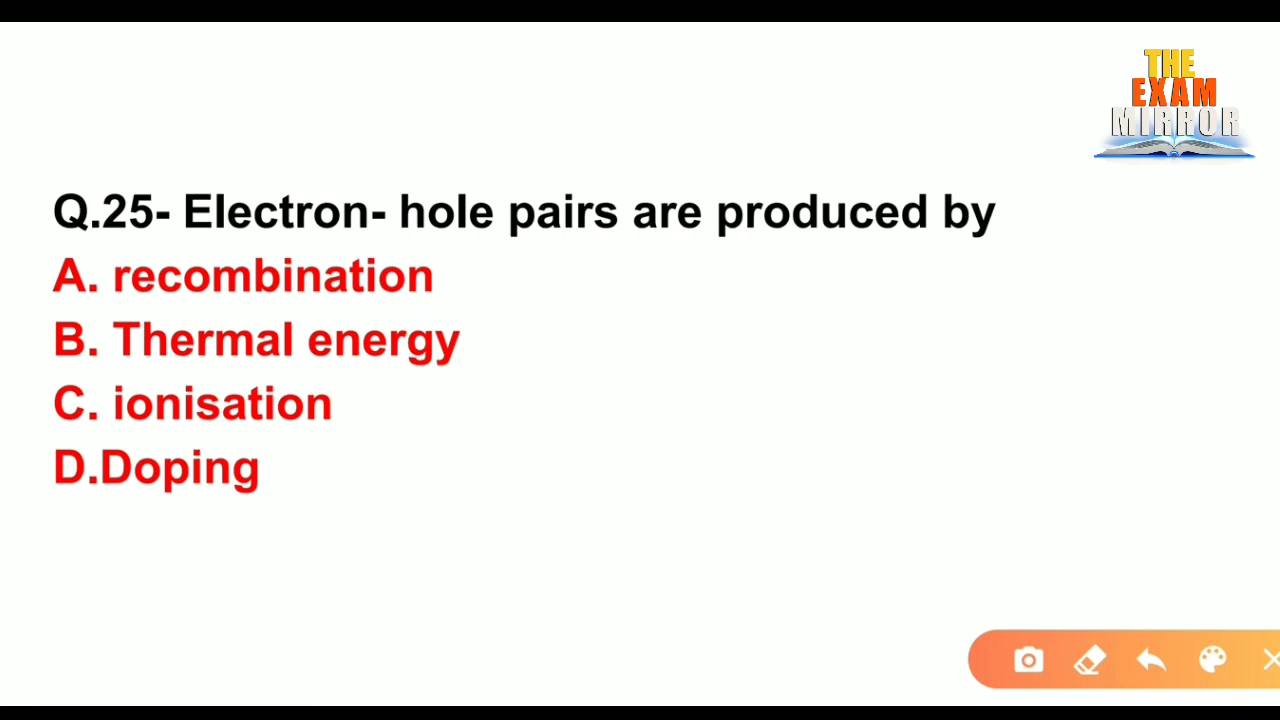 THE
EXAM
MIRROR
Q.25- Electron- hole pairs are produced by
A. recombination
B. Thermal energy
C. ionisation
D.Doping